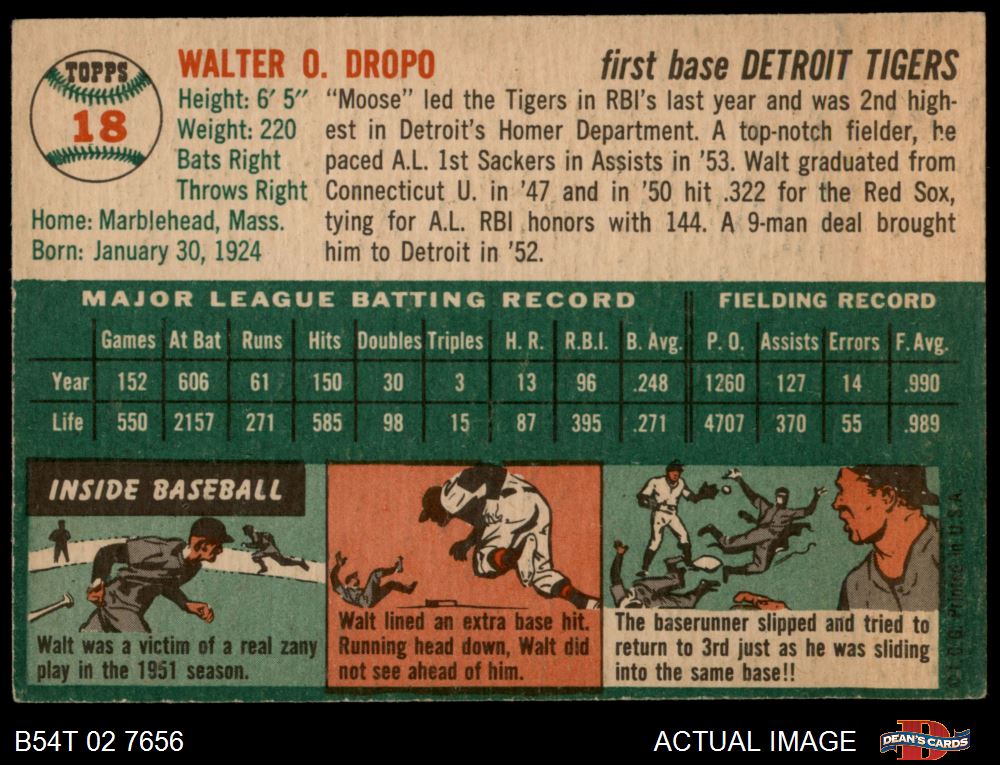 TOPPS
18
WALTER O. DROPO
first base DETROIT TIGERS
Height: 6' 5"
Weight: 220
Bats Right
Throws Right
Home: Marblehead, Mass.
Born: January 30, 1924
"Moose" led the Tigers in RBI's last year and was 2nd high-
est in Detroit's Homer Department. A top-notch fielder, he
paced A.L. 1st Sackers in Assists in '53. Walt graduated from
Connecticut U. in '47 and in '50 hit .322 for the Red Sox,
tying for A.L. RBI honors with 144. A 9-man deal brought
him to Detroit in '52.
MAJOR LEAGUE BATTING RECORD FIELDING RECORD
Games At Bat Runs Hits Doubles Triples H. R. R.B.I. B. Avg. P. O. Assists Errors F. Avg.
Year 152 606 61 150 30 3 13 96 .248 1260 127 14 .990
Life 550 2157 271 585 98 15 87 395 .271 4707 370 55 .989
INSIDE BASEBALL
Walt was a victim of a real zany
play in the 1951 season.
Walt lined an extra base hit.
Running head down, Walt did
not see ahead of him.
The baserunner slipped and tried to
return to 3rd just as he was sliding
into the same base!!
T.C.G. Printed in U.S.A.
B54T 02 7656
ACTUAL IMAGE
DEAN'S CARDS